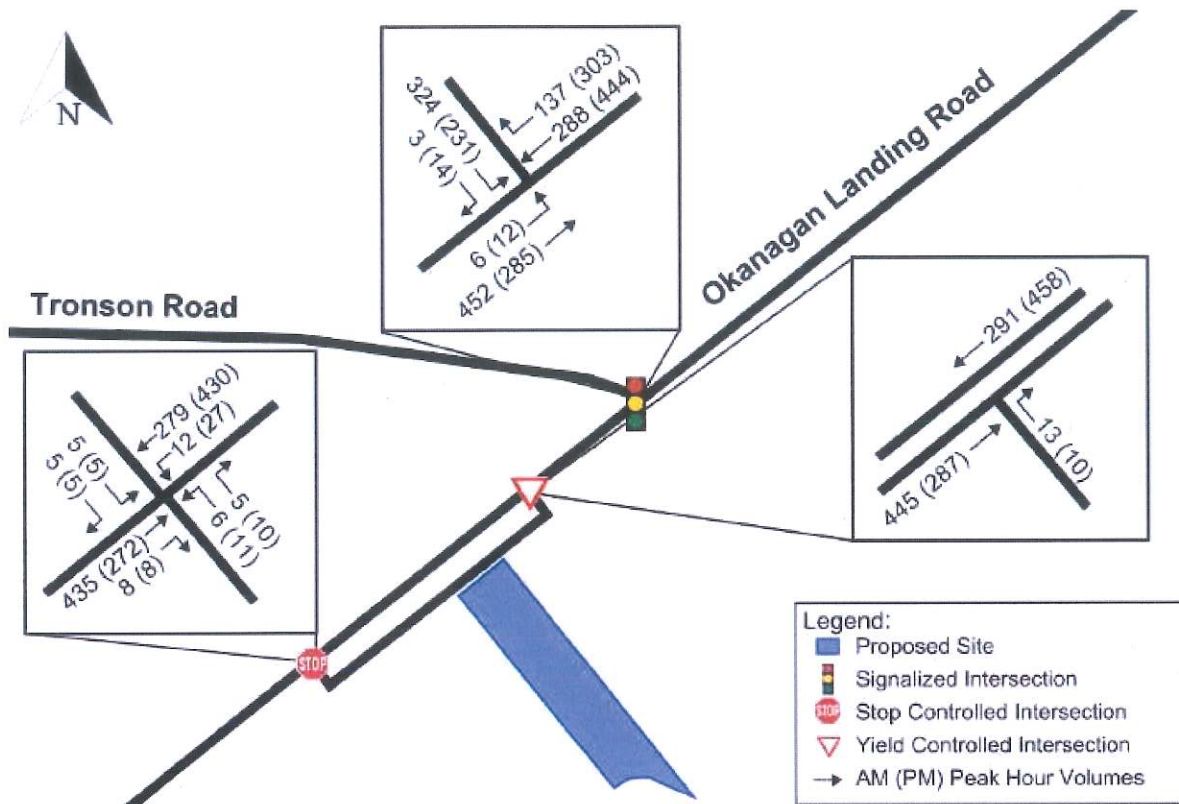 N
324 (231)
3 (14)
137 (303)
288 (444)
6 (12)
452 (285)
Okanagan Landing Road
Tronson Road
5 (5)
5 (5)
279 (430)
12 (27)
435 (272)
8 (8)
5 (10)
6 (11)
291 (458)
445 (287)
13 (10)
STOP
Legend:
Proposed Site
Signalized Intersection
STOP Stop Controlled Intersection
Yield Controlled Intersection
AM (PM) Peak Hour Volumes